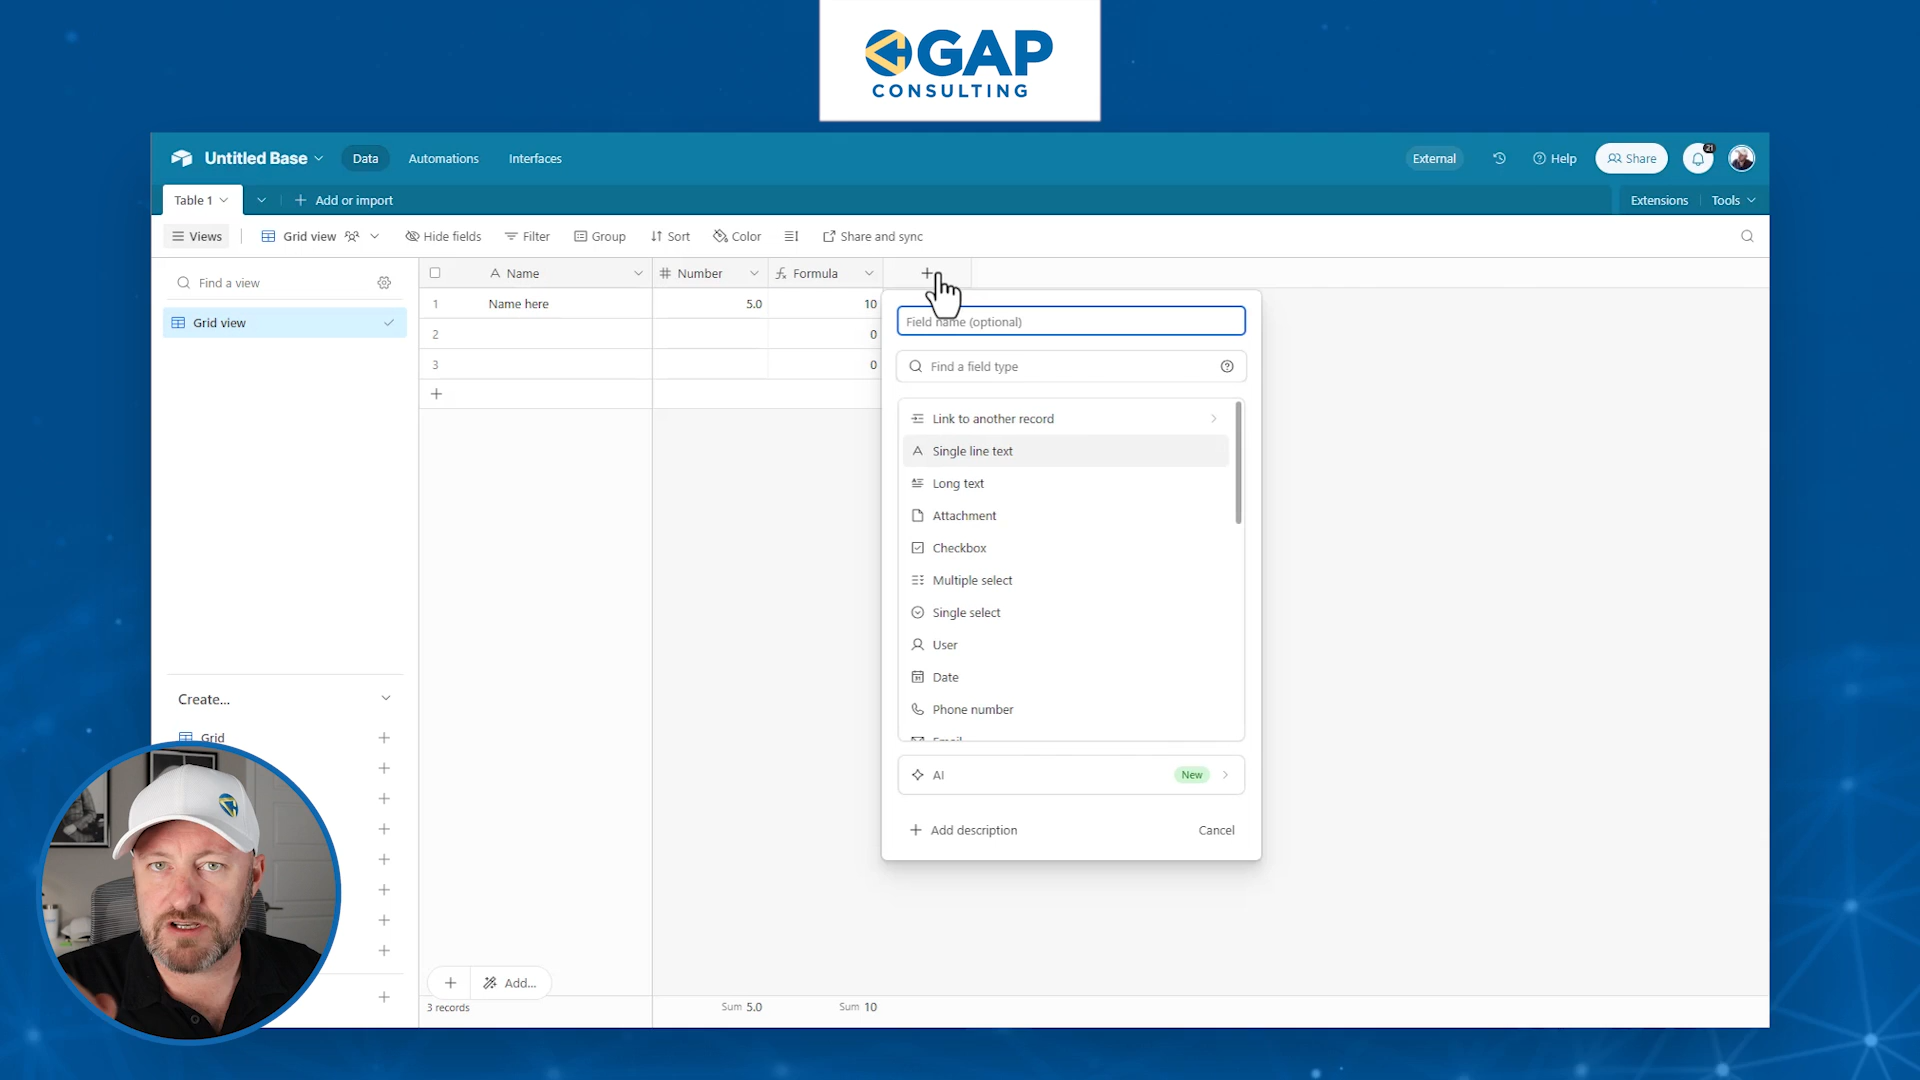 GAP
CONSULTING
Untitled Base
Data
Automations
Interfaces
External
Help
Share
21
Table 1
Add or import
Extensions
Tools
Views
Grid view
Hide fields
Filter
Group
Sort
Color
Share and sync
Find a view
Name
Number
Formula
1
Name here
5.0
10
Field name (optional)
Grid view
2
0
3
0
Find a field type
Link to another record
Single line text
Long text
Attachment
Checkbox
Multiple select
Single select
User
Date
Phone number
Email
Create...
Grid
AI
New
Add description
Cancel
Add...
3 records
Sum 5.0
Sum 10